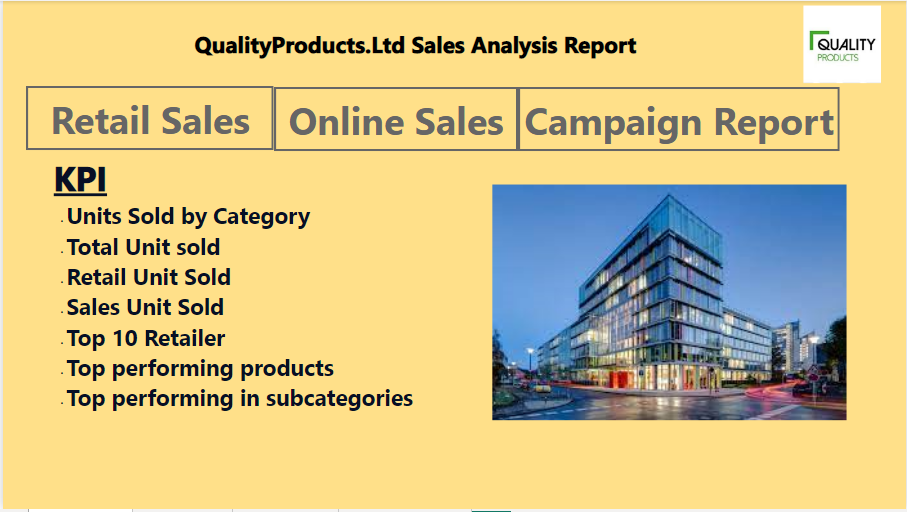 QualityProducts.Ltd Sales Analysis Report
QUALITY
PRODUCTS
Retail Sales
Online Sales
Campaign Report
KPI
Units Sold by Category
Total Unit sold
Retail Unit Sold
Sales Unit Sold
Top 10 Retailer
Top performing products
Top performing in subcategories